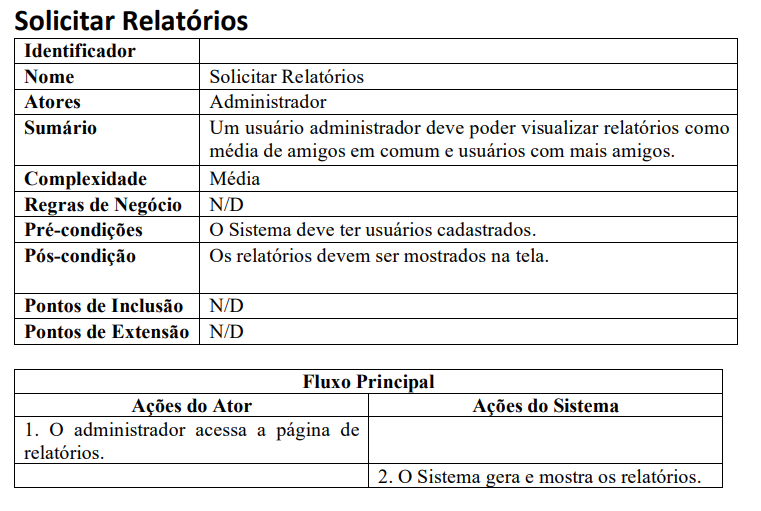 Solicitar Relatórios
Identificador
Nome Solicitar Relatórios
Atores Administrador
Sumário Um usuário administrador deve poder visualizar relatórios como
média de amigos em comum e usuários com mais amigos.
Complexidade Média
Regras de Negócio N/D
Pré-condições O Sistema deve ter usuários cadastrados.
Pós-condição Os relatórios devem ser mostrados na tela.
Pontos de Inclusão N/D
Pontos de Extensão N/D
Fluxo Principal
Ações do Ator Ações do Sistema
1. O administrador acessa a página de
relatórios.
2. O Sistema gera e mostra os relatórios.